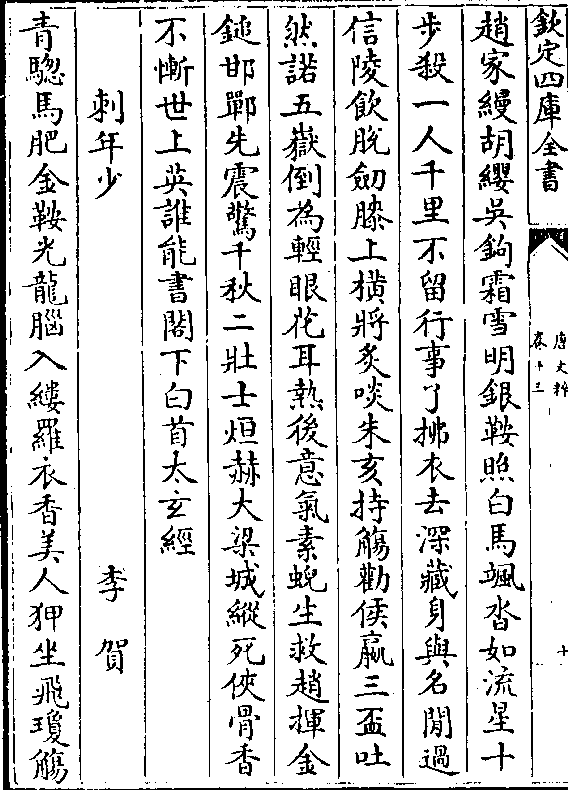 欽定四庫全書
唐文粹
卷十三
十
趙家縵胡纓吳鉤霜雪明銀鞍照白馬颯沓如流星十
步殺一人千里不留行事了拂衣去深藏身與名閒過
信陵飲脫劒膝上橫將炙啖朱亥持觴勸侯嬴三盃吐
然諾五嶽倒為輕眼花耳熱後意氣素蜺生救趙揮金
鎚邯鄲先震驚千秋二壯士烜赫大梁城縱死俠骨香
不慚世上英誰能書閣下白首太玄經
刺年少 李賀
青驄馬肥金鞍光龍腦入縷羅衣香美人狎坐飛瓊觴